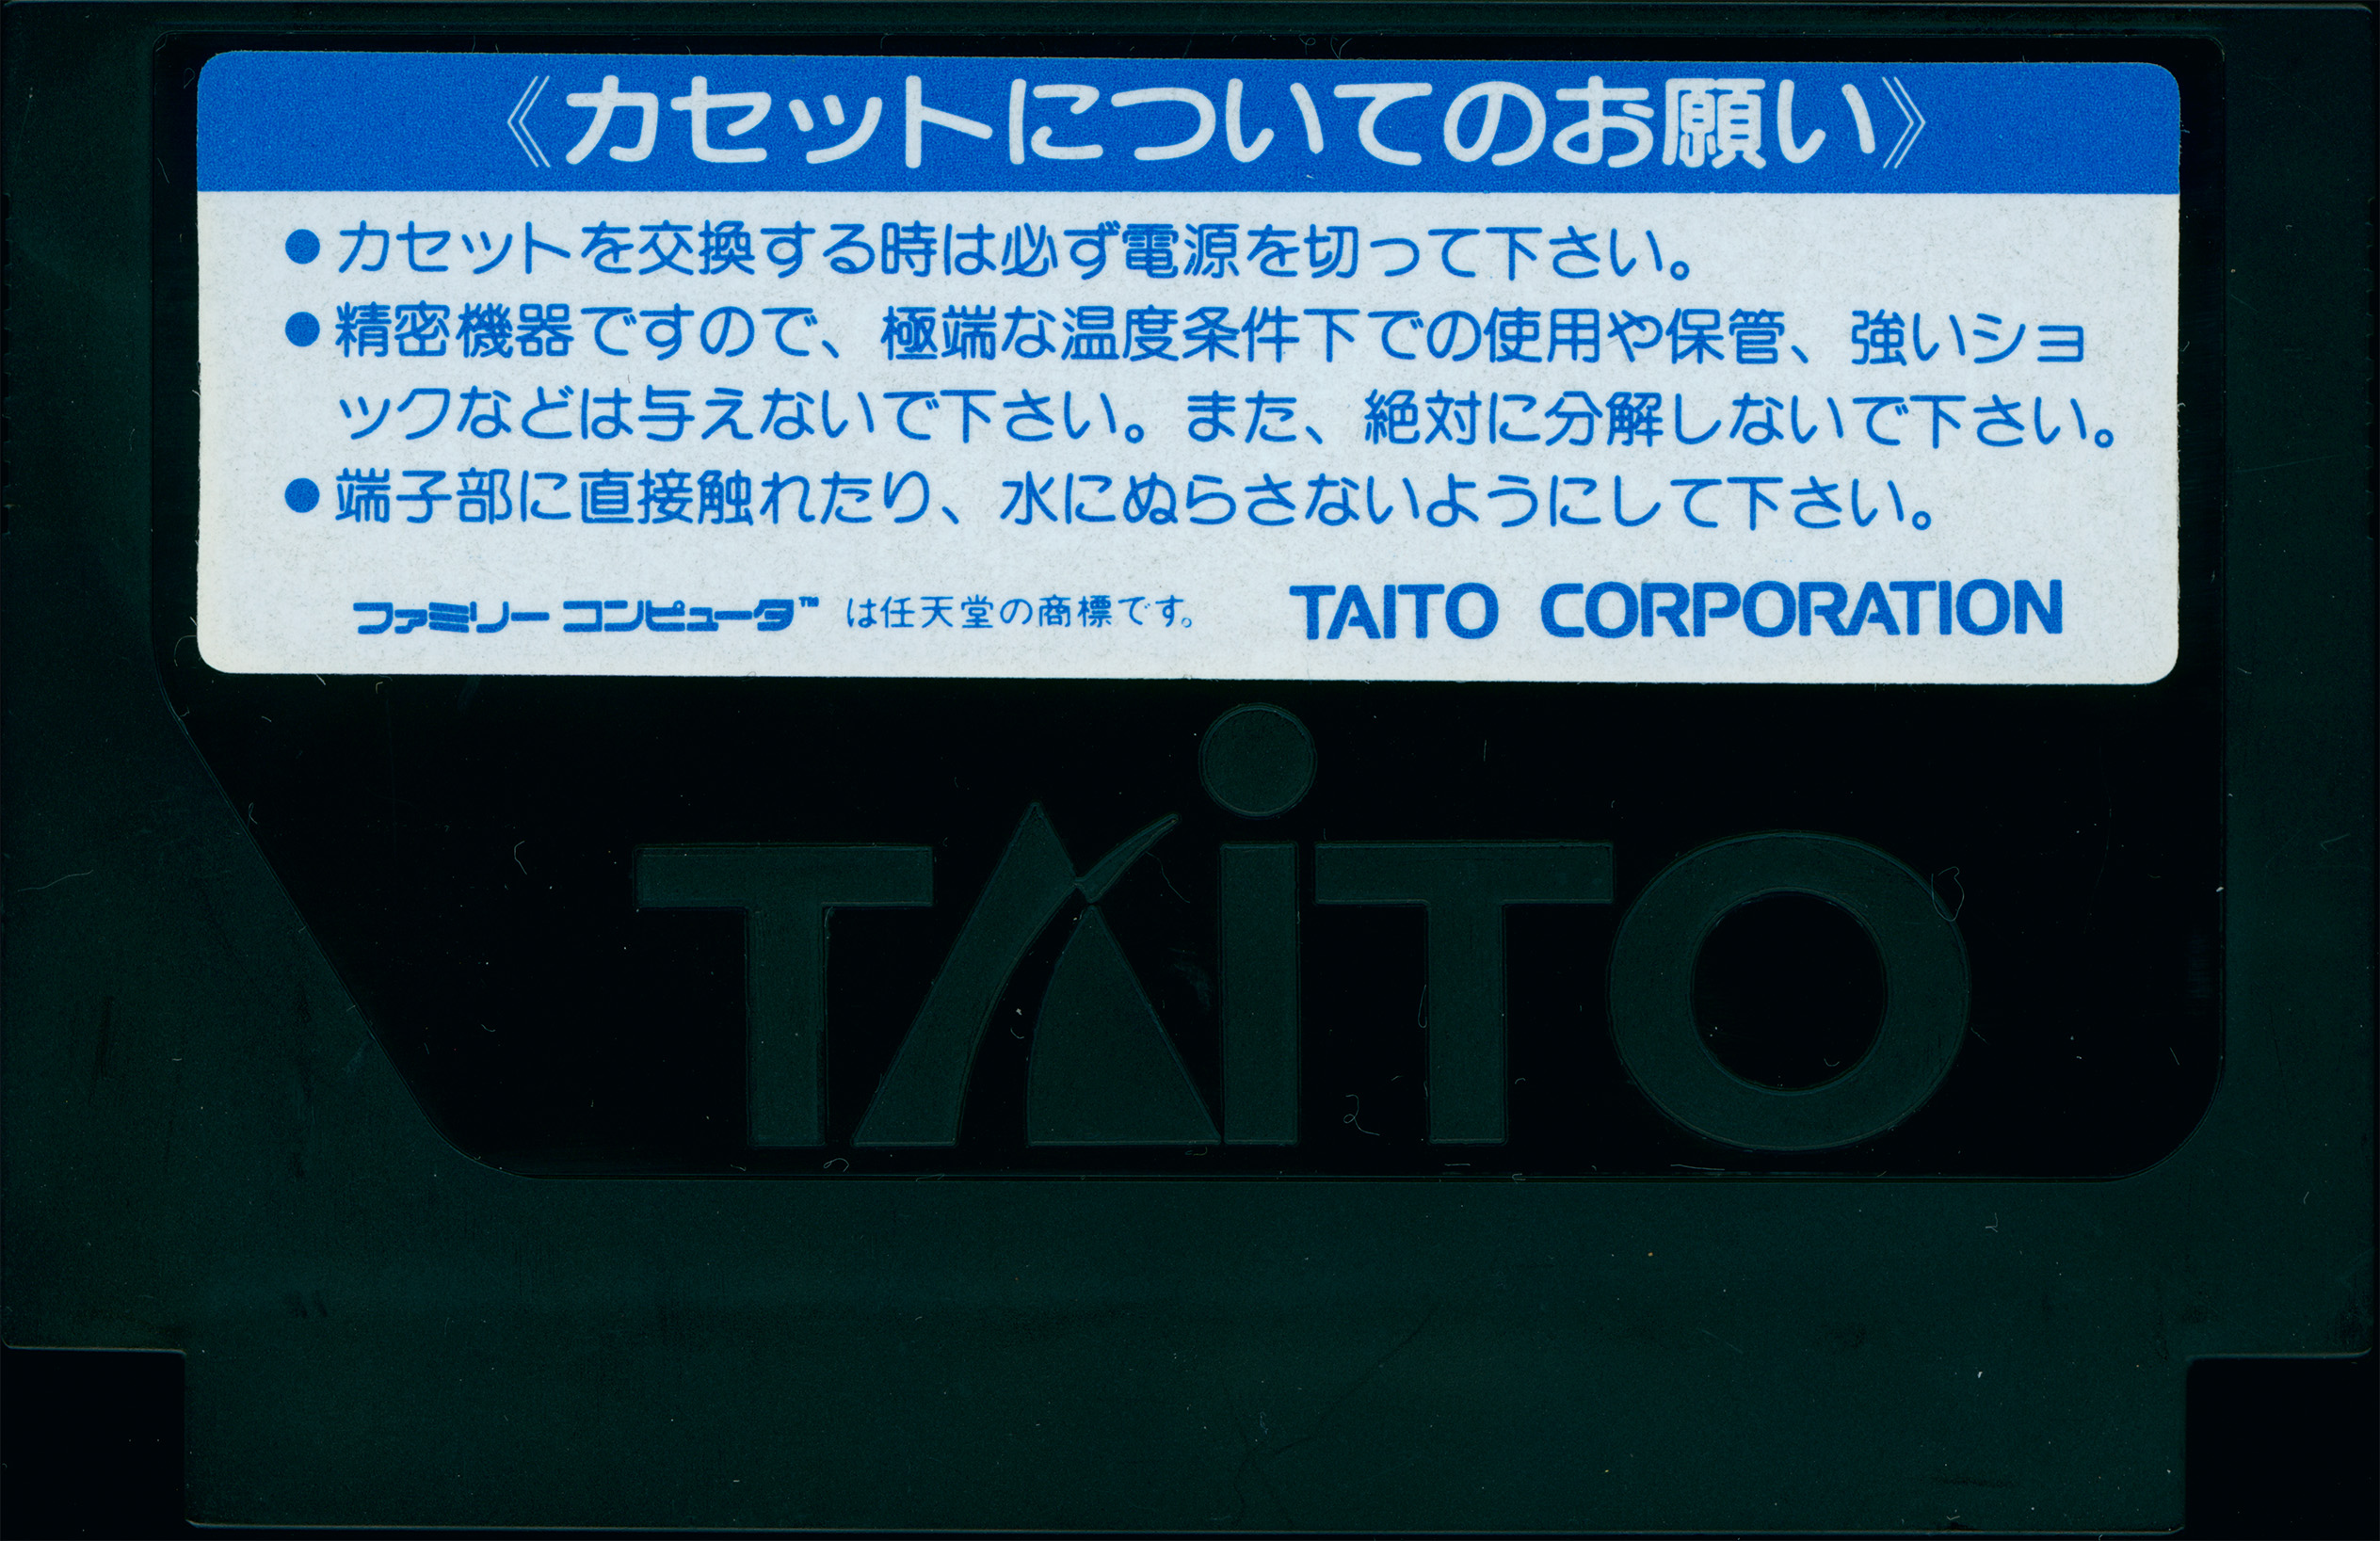 《カセットについてのお願い》
●カセットを交換する時は必ず電源を切って下さい。
●精密機器ですので、極端な温度条件下での使用や保管、強いショ
ックなどは与えないで下さい。また、絶対に分解しないで下さい。
●端子部に直接触れたり、水にぬらさないようにして下さい。
ファミリーコンピュータ™ は任天堂の商標です。 TAITO CORPORATION
TAiTO